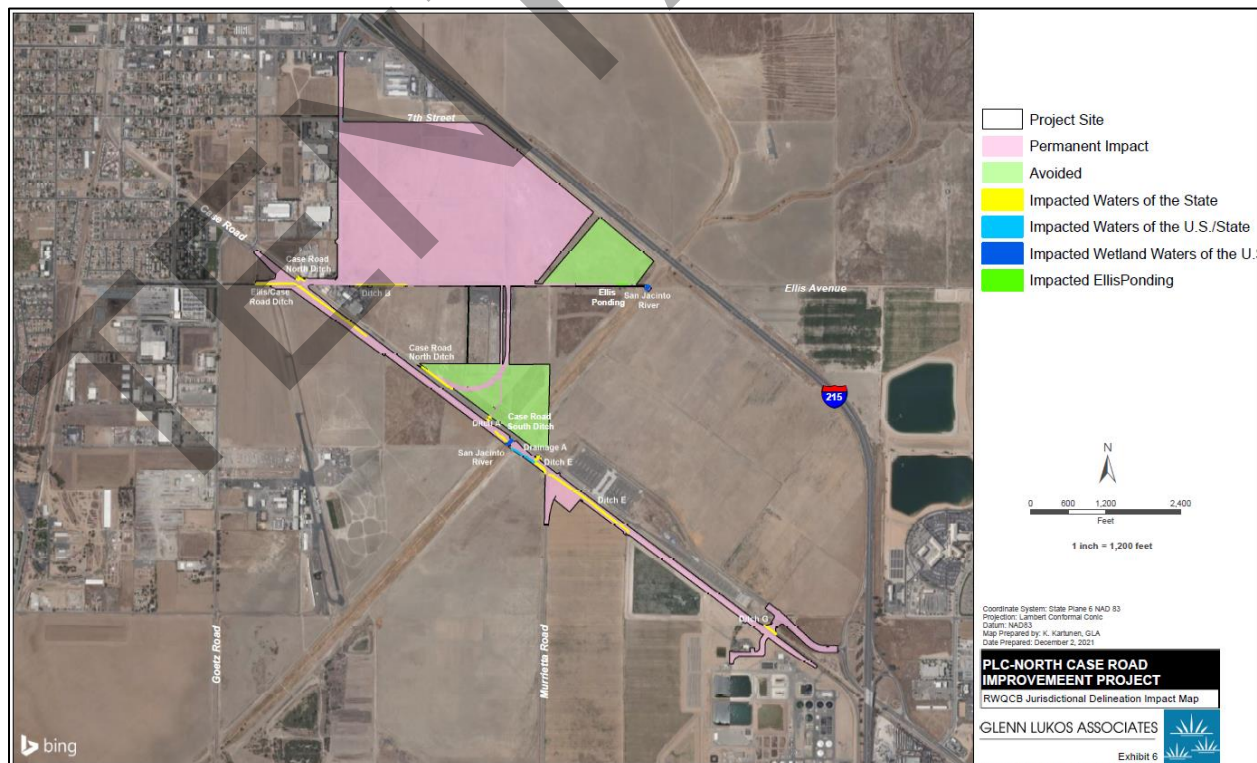 7th Street
Case Road
Case Road
North Ditch
Ellis/Case
Road Ditch
Ditch B
Ellis
Ponding
San Jacinto
River
Ellis Avenue
Case Road
North Ditch
215
Ditch A
Case Road
South Ditch
San Jacinto
River
Drainage A
Ditch E
Ditch E
Ditch G
Goetz Road
Murrietta Road
bing
Project Site
Permanent Impact
Avoided
Impacted Waters of the State
Impacted Waters of the U.S./State
Impacted Wetland Waters of the U.S
Impacted EllisPonding
N
0 600 1,200 2,400
Feet
1 inch = 1,200 feet
Coordinate System: State Plane 6 NAD 83
Projection: Lambert Conformal Conic
Datum: NAD83
Map Prepared by: K. Kartunen, GLA
Date Prepared: December 2, 2021
PLC-NORTH CASE ROAD
IMPROVEMEENT PROJECT
RWQCB Jurisdictional Delineation Impact Map
GLENN LUKOS ASSOCIATES
Exhibit 6